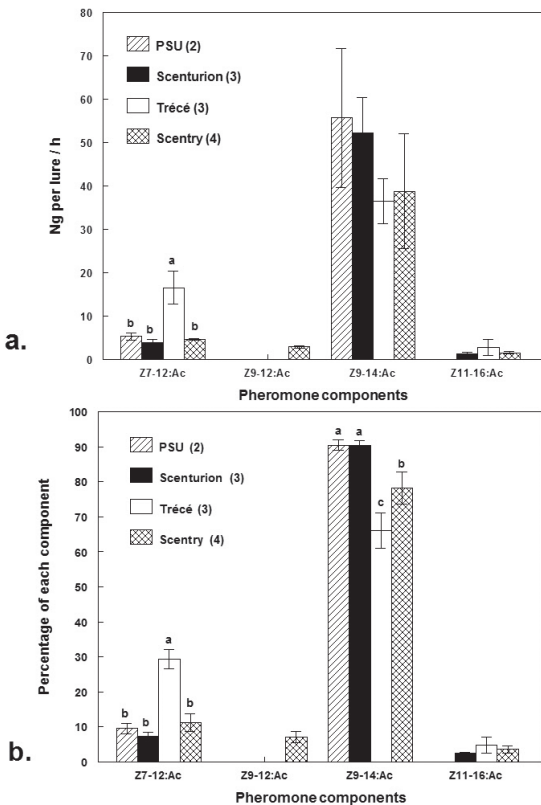 80
70
60
50
40
30
20
10
0
Ng per lure / h
PSU (2)
Scenturion (3)
Trécé (3)
Scentry (4)
b
b
a
b
Z7-12:Ac
Z9-12:Ac
Z9-14:Ac
Z11-16:Ac
Pheromone components
a.
100
90
80
70
60
50
40
30
20
10
0
Percentage of each component
PSU (2)
Scenturion (3)
Trécé (3)
Scentry (4)
b
b
a
b
a
a
c
b
Z7-12:Ac
Z9-12:Ac
Z9-14:Ac
Z11-16:Ac
Pheromone components
b.